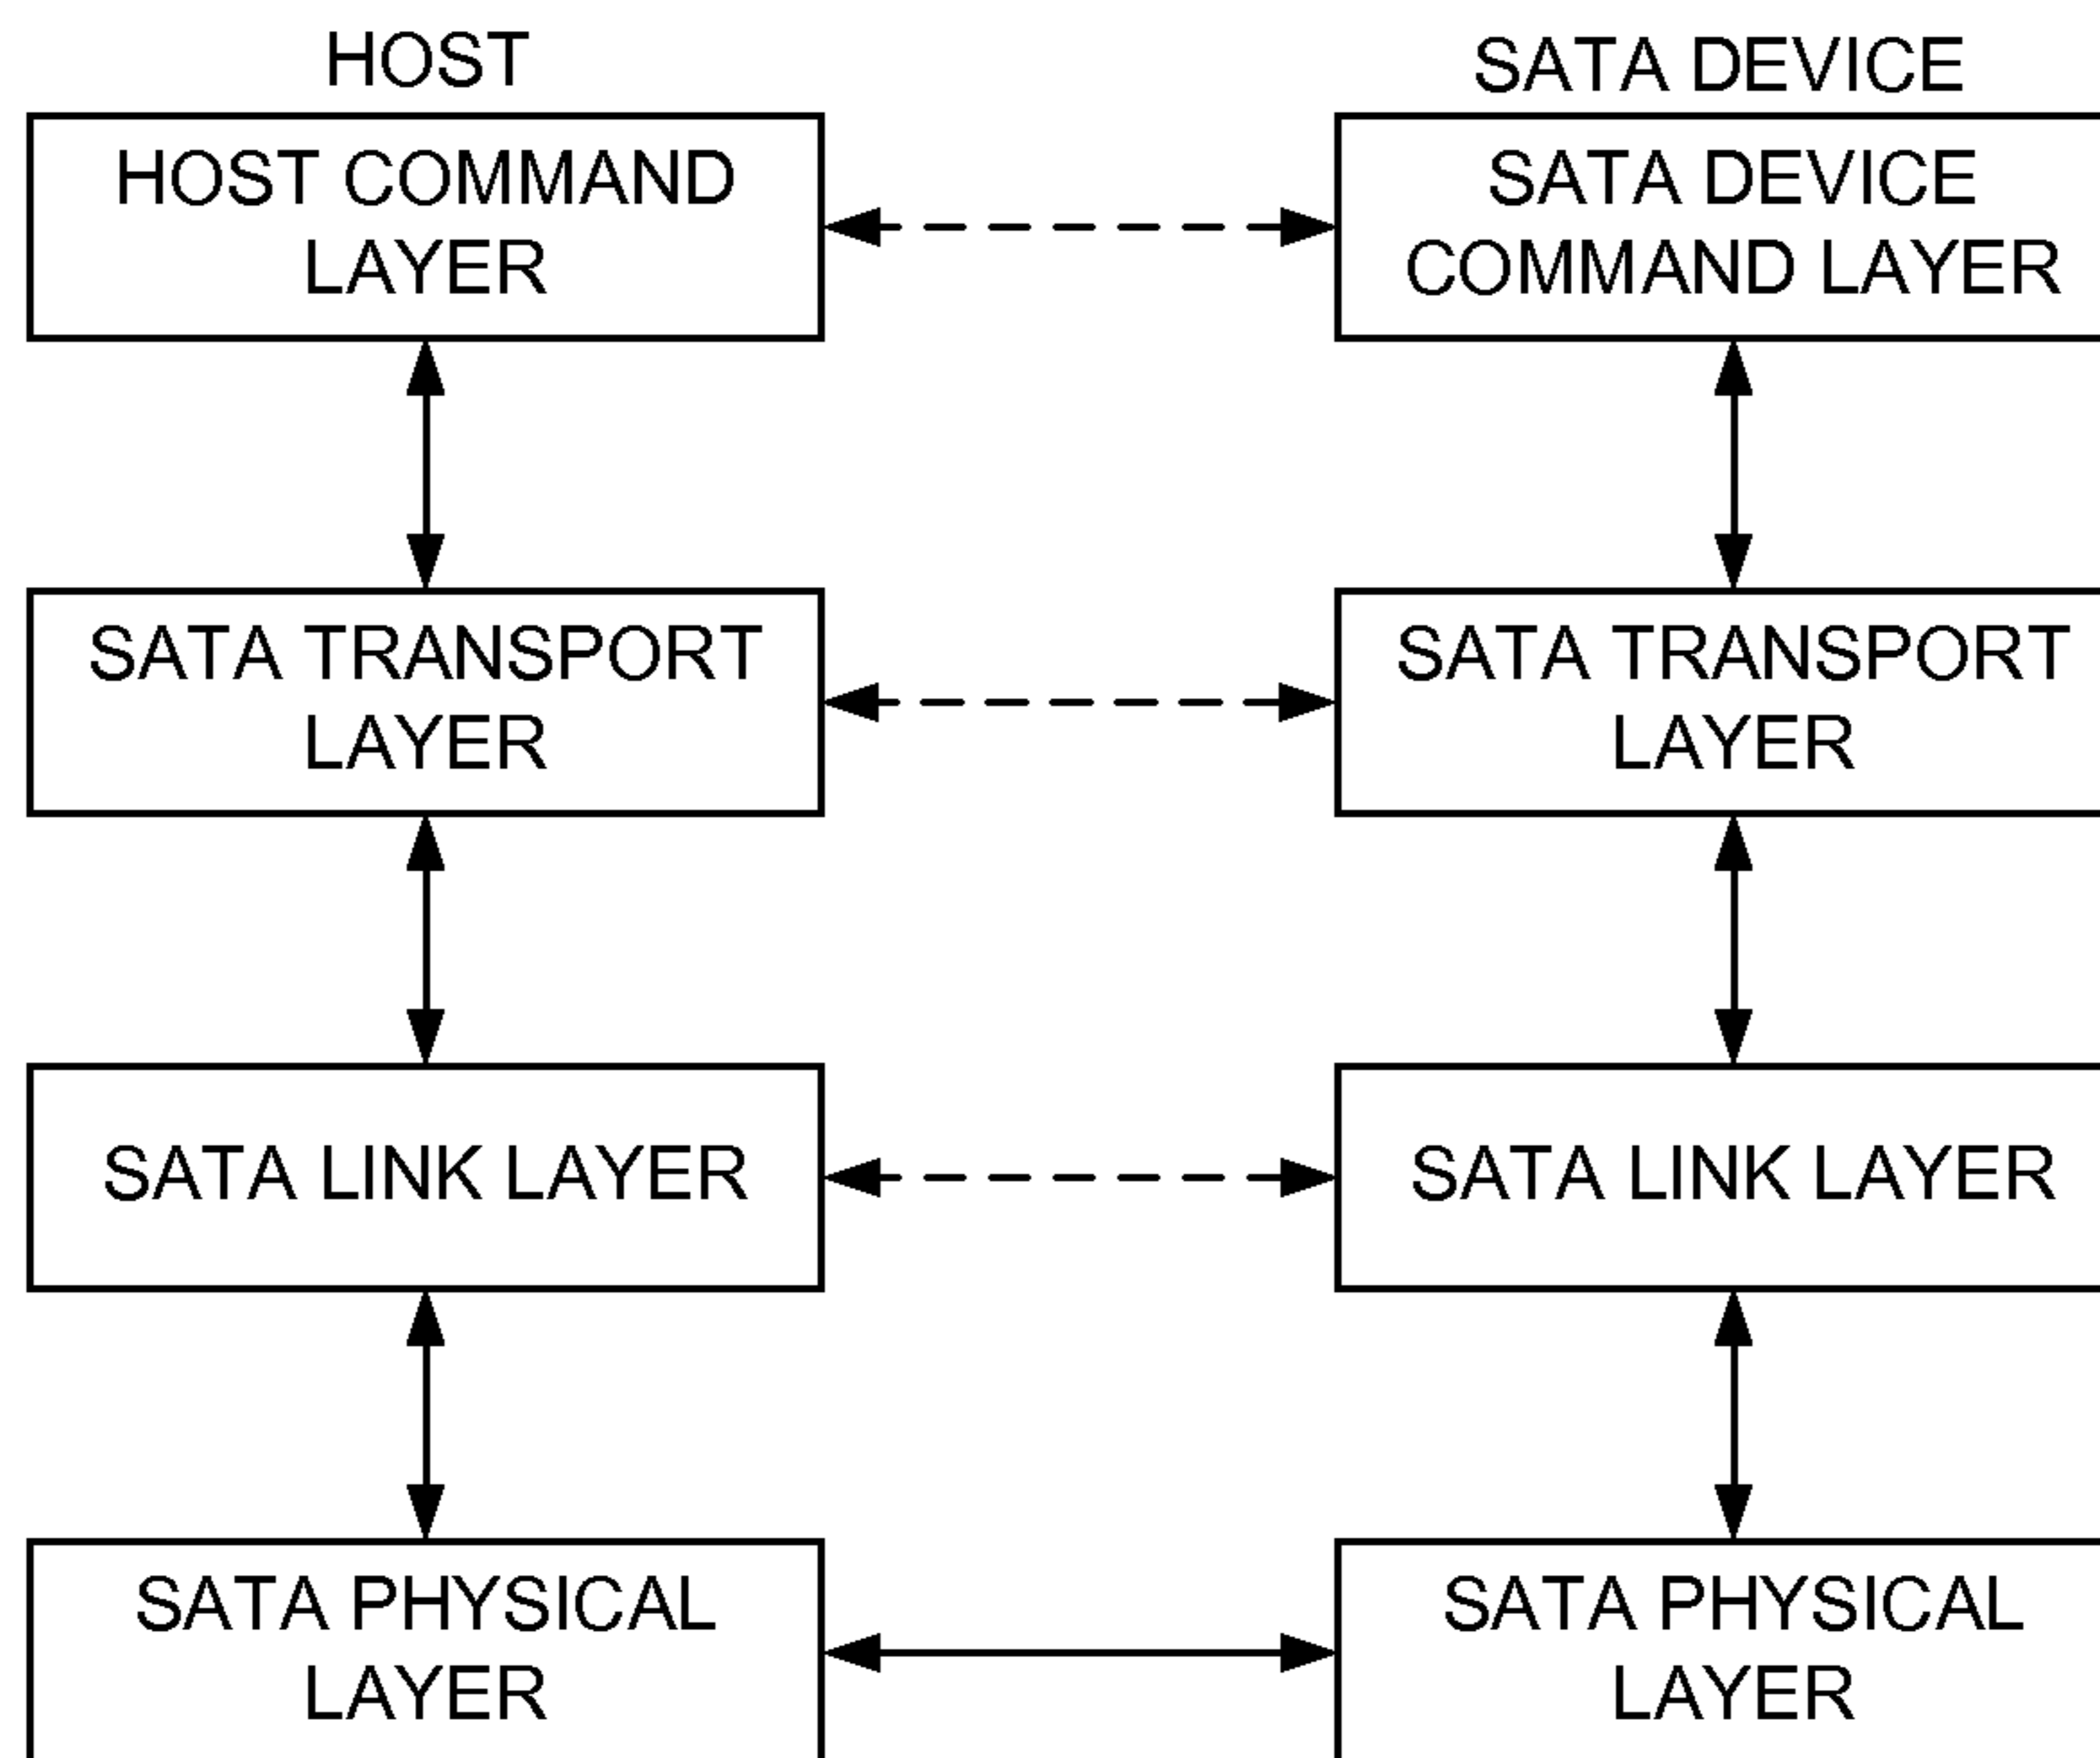 HOST
SATA DEVICE
HOST COMMAND
LAYER
SATA DEVICE
COMMAND LAYER
SATA TRANSPORT
LAYER
SATA TRANSPORT
LAYER
SATA LINK LAYER
SATA LINK LAYER
SATA PHYSICAL
LAYER
SATA PHYSICAL
LAYER